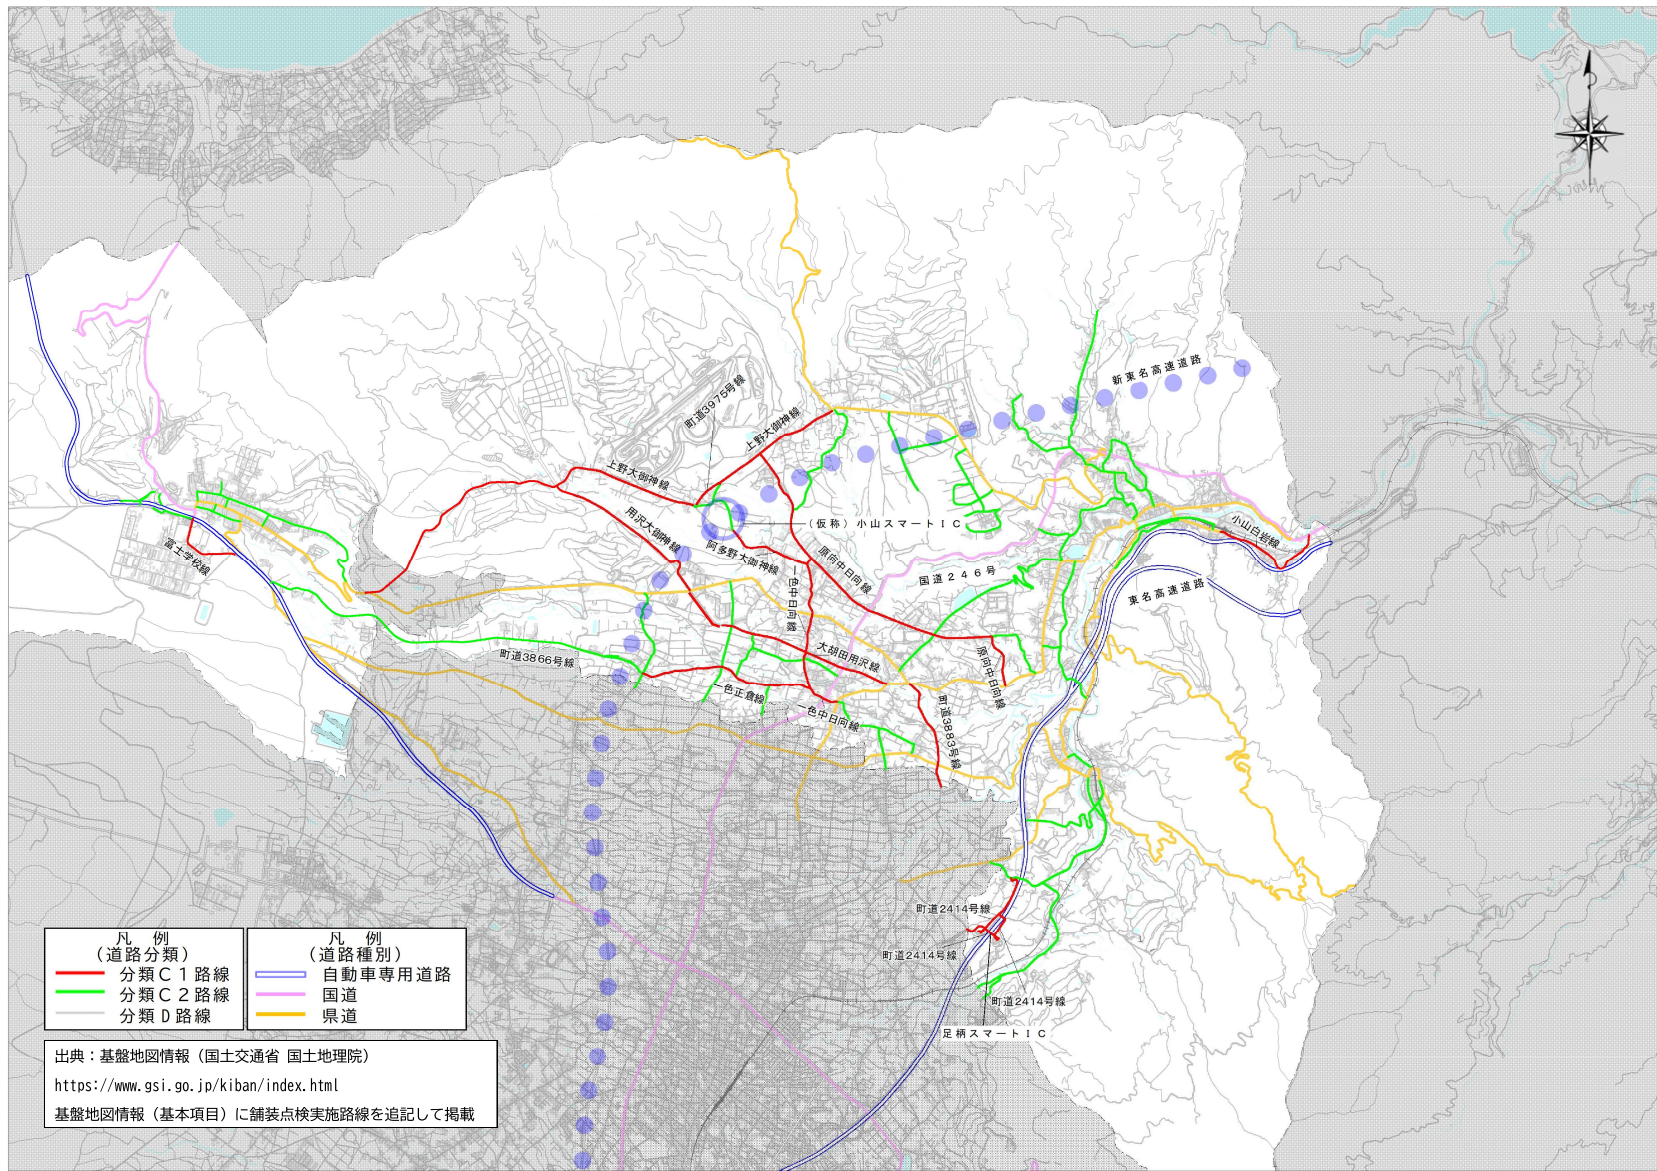 新東名高速道路
町道3975号線
上野大御神線
上野大御神線
用沢大御神線
(仮称)小山スマートIC
小山白岩線
富士学校線
阿多野大御神線
原向中日向線
一色中日向線
国道246号
東名高速道路
町道3866号線
大胡田用沢線
原向中日向線
一色正倉線
一色中日向線
町道3883号線
町道2414号線
町道2414号線
町道2414号線
足柄スマートIC
凡 例
(道路分類)
分類C1路線
分類C2路線
分類D路線
凡 例
(道路種別)
自動車専用道路
国道
県道
出典:基盤地図情報(国土交通省 国土地理院)
https://www.gsi.go.jp/kiban/index.html
基盤地図情報(基本項目)に舗装点検実施路線を追記して掲載